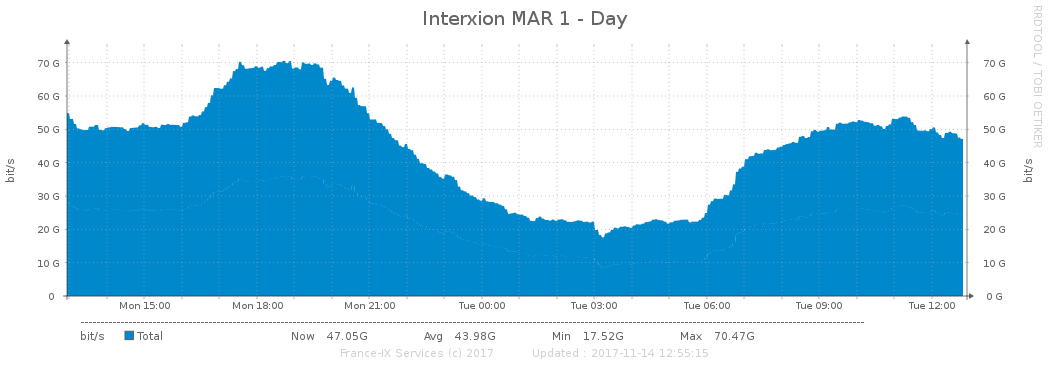 Interxion MAR 1 - Day
RRDTOOL / TOBI OETIKER
bit/s
70 G 70 G
60 G 60 G
50 G 50 G
40 G 40 G
30 G 30 G
20 G 20 G
10 G 10 G
0 0 G
bit/s
Mon 15:00 Mon 18:00 Mon 21:00 Tue 00:00 Tue 03:00 Tue 06:00 Tue 09:00 Tue 12:00
bit/s Total Now 47.05G Avg 43.98G Min 17.52G Max 70.47G
France-IX Services (c) 2017 Updated : 2017-11-14 12:55:15